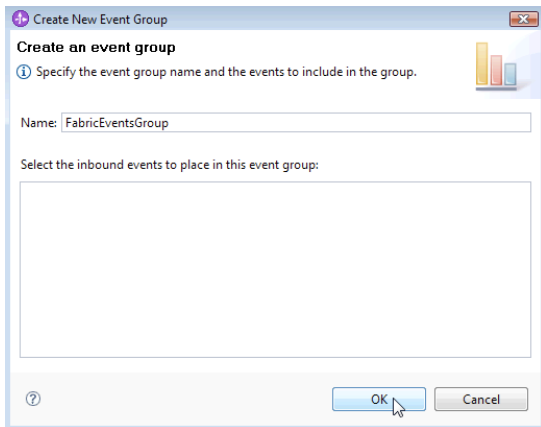 Create New Event Group
Create an event group
Specify the event group name and the events to include in the group.
Name: FabricEventsGroup
Select the inbound events to place in this event group:
OK Cancel